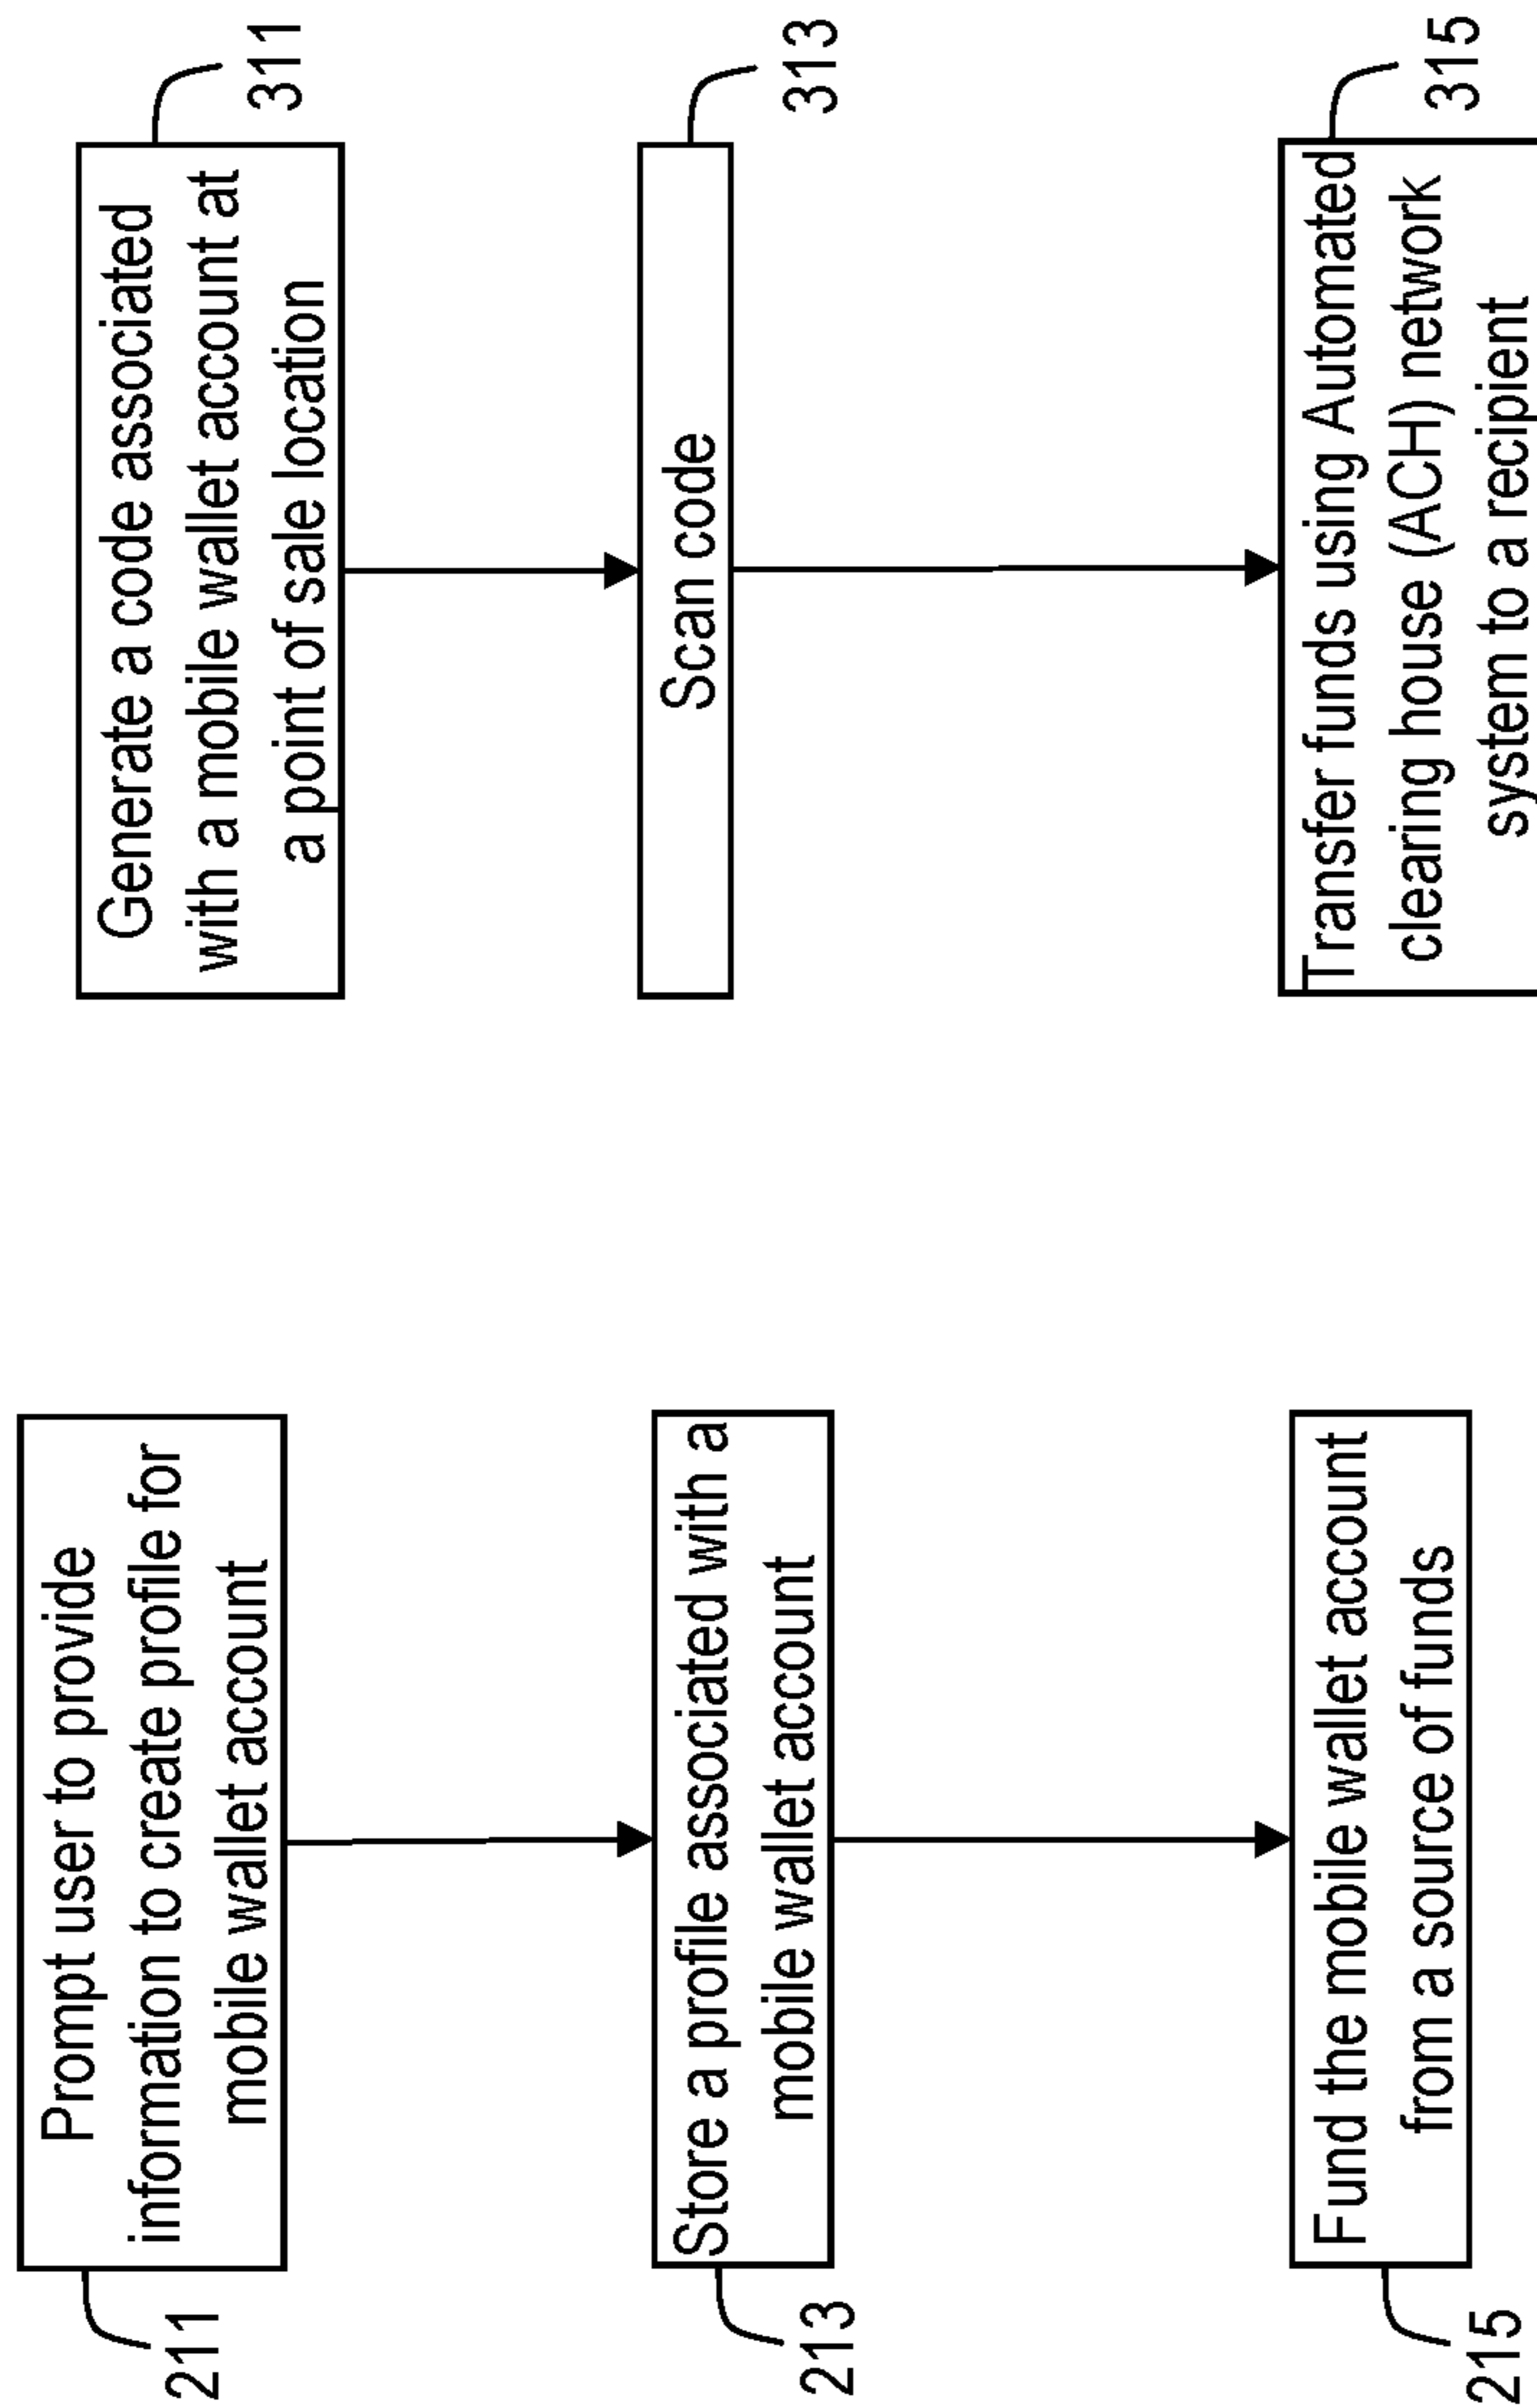 211
Prompt user to provide
information to create profile for
mobile wallet account
213
Store a profile associated with a
mobile wallet account
215
Fund the mobile wallet account
from a source of funds
Generate a code associated
with a mobile wallet account at
a point of sale location
311
Scan code
313
Transfer funds using Automated
clearing house (ACH) network
system to a recipient
315